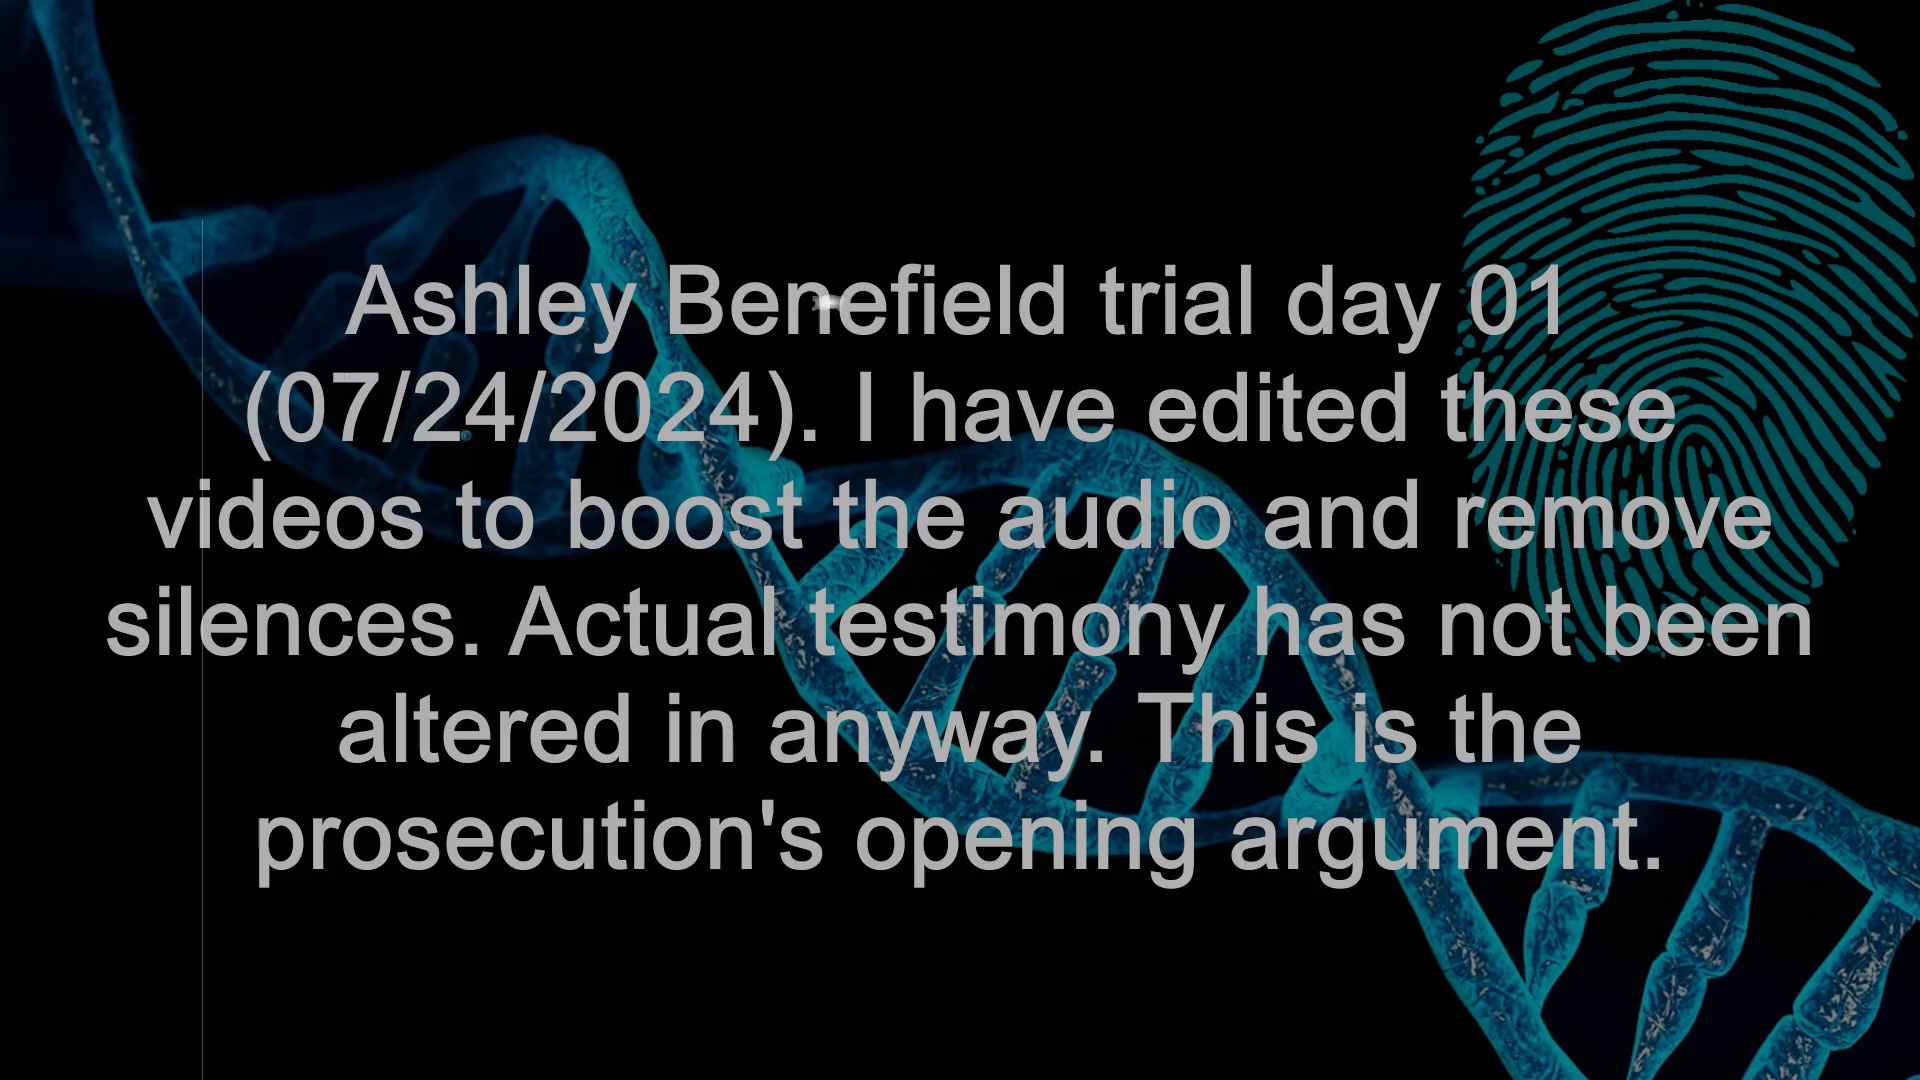 Ashley Benefield trial day 01
(07/24/2024). I have edited these
videos to boost the audio and remove
silences. Actual testimony has not been
altered in anyway. This is the
prosecution's opening argument.